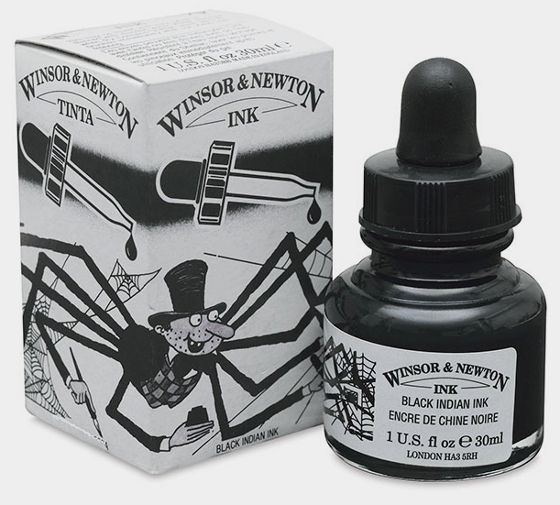 1 U.S. fl oz 30ml ℮
WINSOR & NEWTON
TINTA
WINSOR & NEWTON
INK
BLACK INDIAN INK
WINSOR & NEWTON
INK
BLACK INDIAN INK
ENCRE DE CHINE NOIRE
1 U.S. fl oz ℮ 30ml
LONDON HA3 5RH